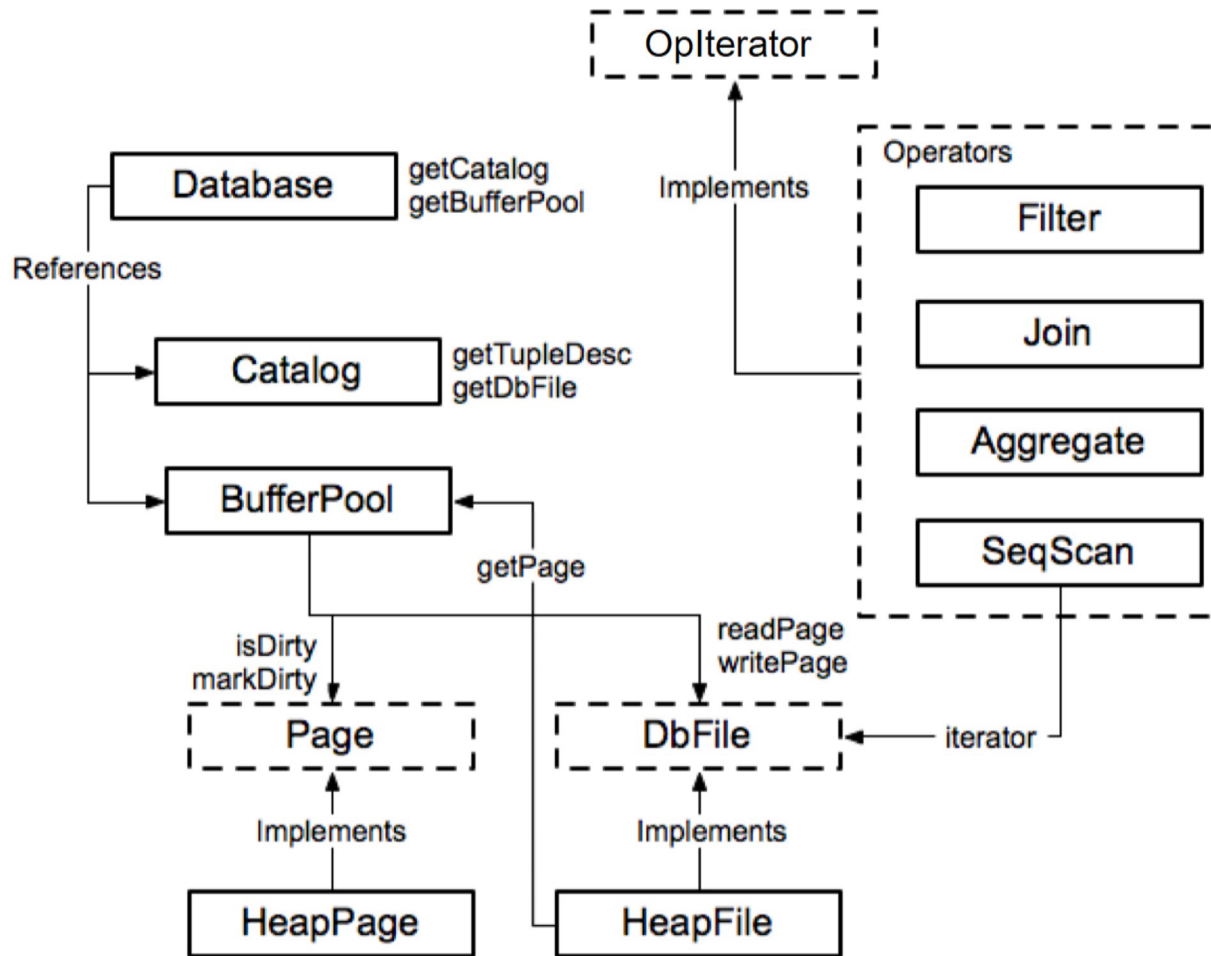 OpIterator
Operators
Database
getCatalog
getBufferPool
Implements
Filter
References
Join
Catalog
getTupleDesc
getDbFile
Aggregate
BufferPool
SeqScan
getPage
isDirty
markDirty
readPage
writePage
Page
DbFile
iterator
Implements
Implements
HeapPage
HeapFile